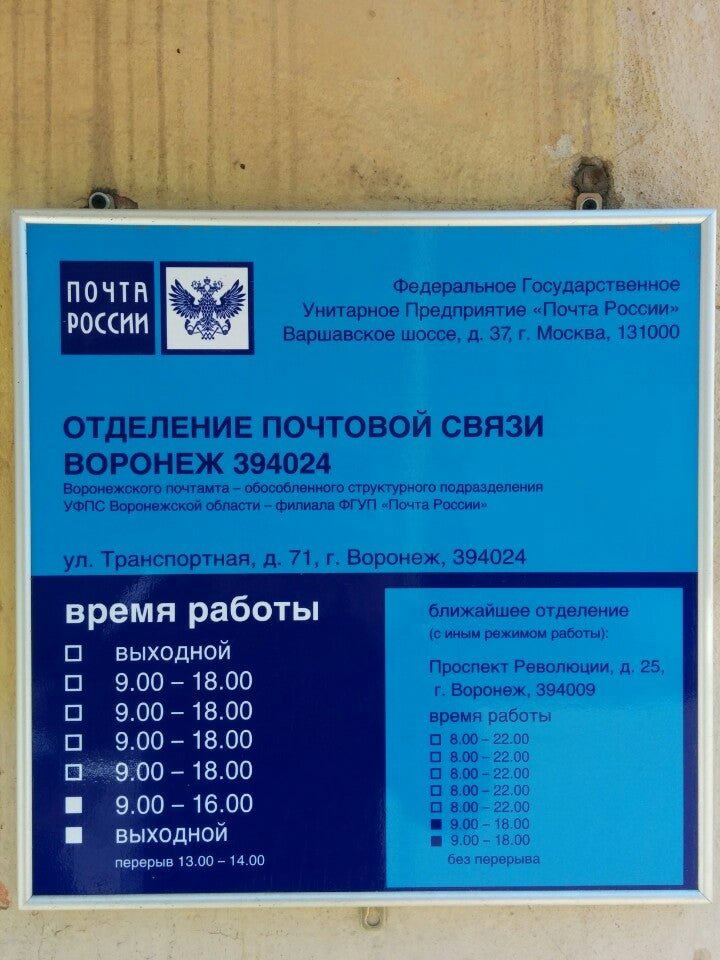 ПОЧТА
РОССИИ
Федеральное Государственное
Унитарное Предприятие «Почта России»
Варшавское шоссе, д. 37, г. Москва, 131000
ОТДЕЛЕНИЕ ПОЧТОВОЙ СВЯЗИ
ВОРОНЕЖ 394024
Воронежского почтамта – обособленного структурного подразделения
УФПС Воронежской области – филиала ФГУП «Почта России»
ул. Транспортная, д. 71, г. Воронеж, 394024
время работы
выходной
9.00 – 18.00
9.00 – 18.00
9.00 – 18.00
9.00 – 18.00
9.00 – 16.00
выходной
перерыв 13.00 – 14.00
ближайшее отделение
(с иным режимом работы):
Проспект Революции, д. 25,
г. Воронеж, 394009
время работы
8.00 – 22.00
8.00 – 22.00
8.00 – 22.00
8.00 – 22.00
8.00 – 22.00
9.00 – 18.00
9.00 – 18.00
без перерыва